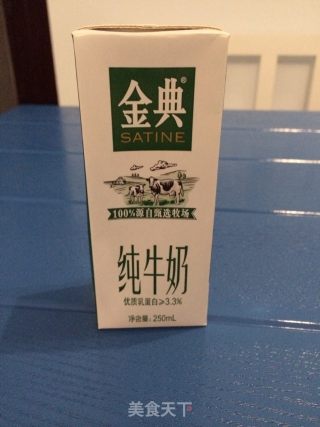 金典®
SATINE
100%源自甄选牧场
纯牛奶
优质乳蛋白≥3.3%
净含量:250mL
美食天下